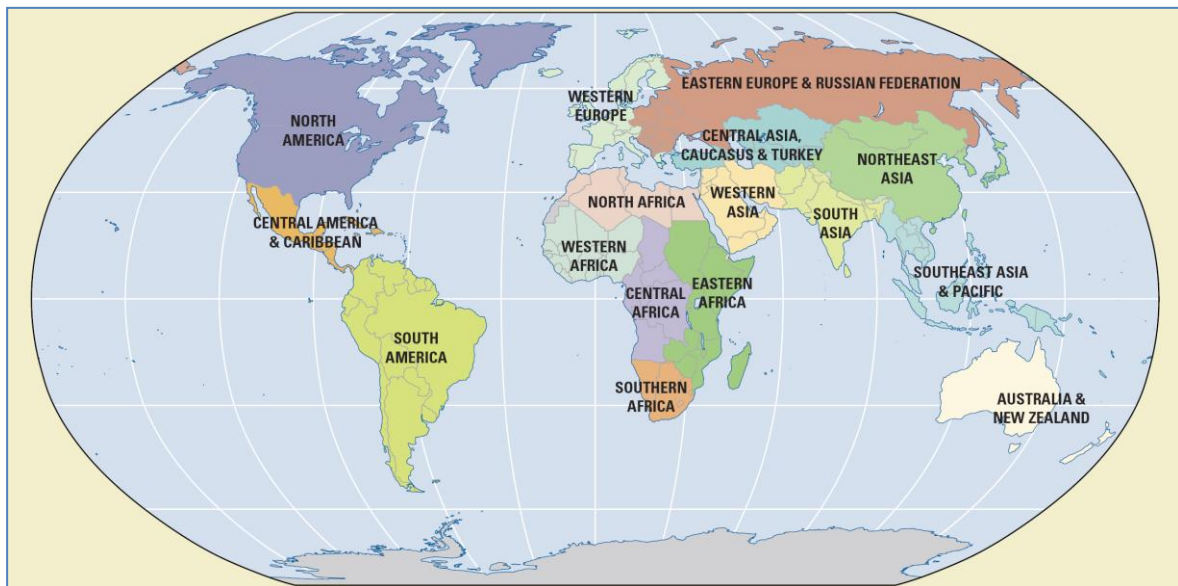 EASTERN EUROPE & RUSSIAN FEDERATION
WESTERN
EUROPE
NORTH
AMERICA
CENTRAL ASIA,
CAUCASUS & TURKEY
NORTHEAST
ASIA
NORTH AFRICA
WESTERN
ASIA
SOUTH
ASIA
CENTRAL AMERICA
& CARIBBEAN
WESTERN
AFRICA
SOUTHEAST ASIA
& PACIFIC
CENTRAL
AFRICA
EASTERN
AFRICA
SOUTH
AMERICA
SOUTHERN
AFRICA
AUSTRALIA &
NEW ZEALAND